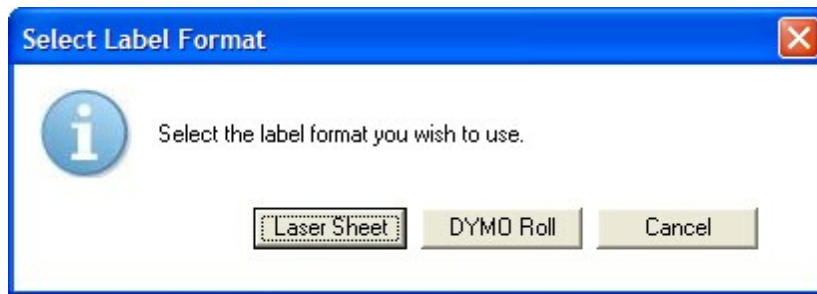 Select Label Format
Select the label format you wish to use.
Laser Sheet DYMO Roll Cancel